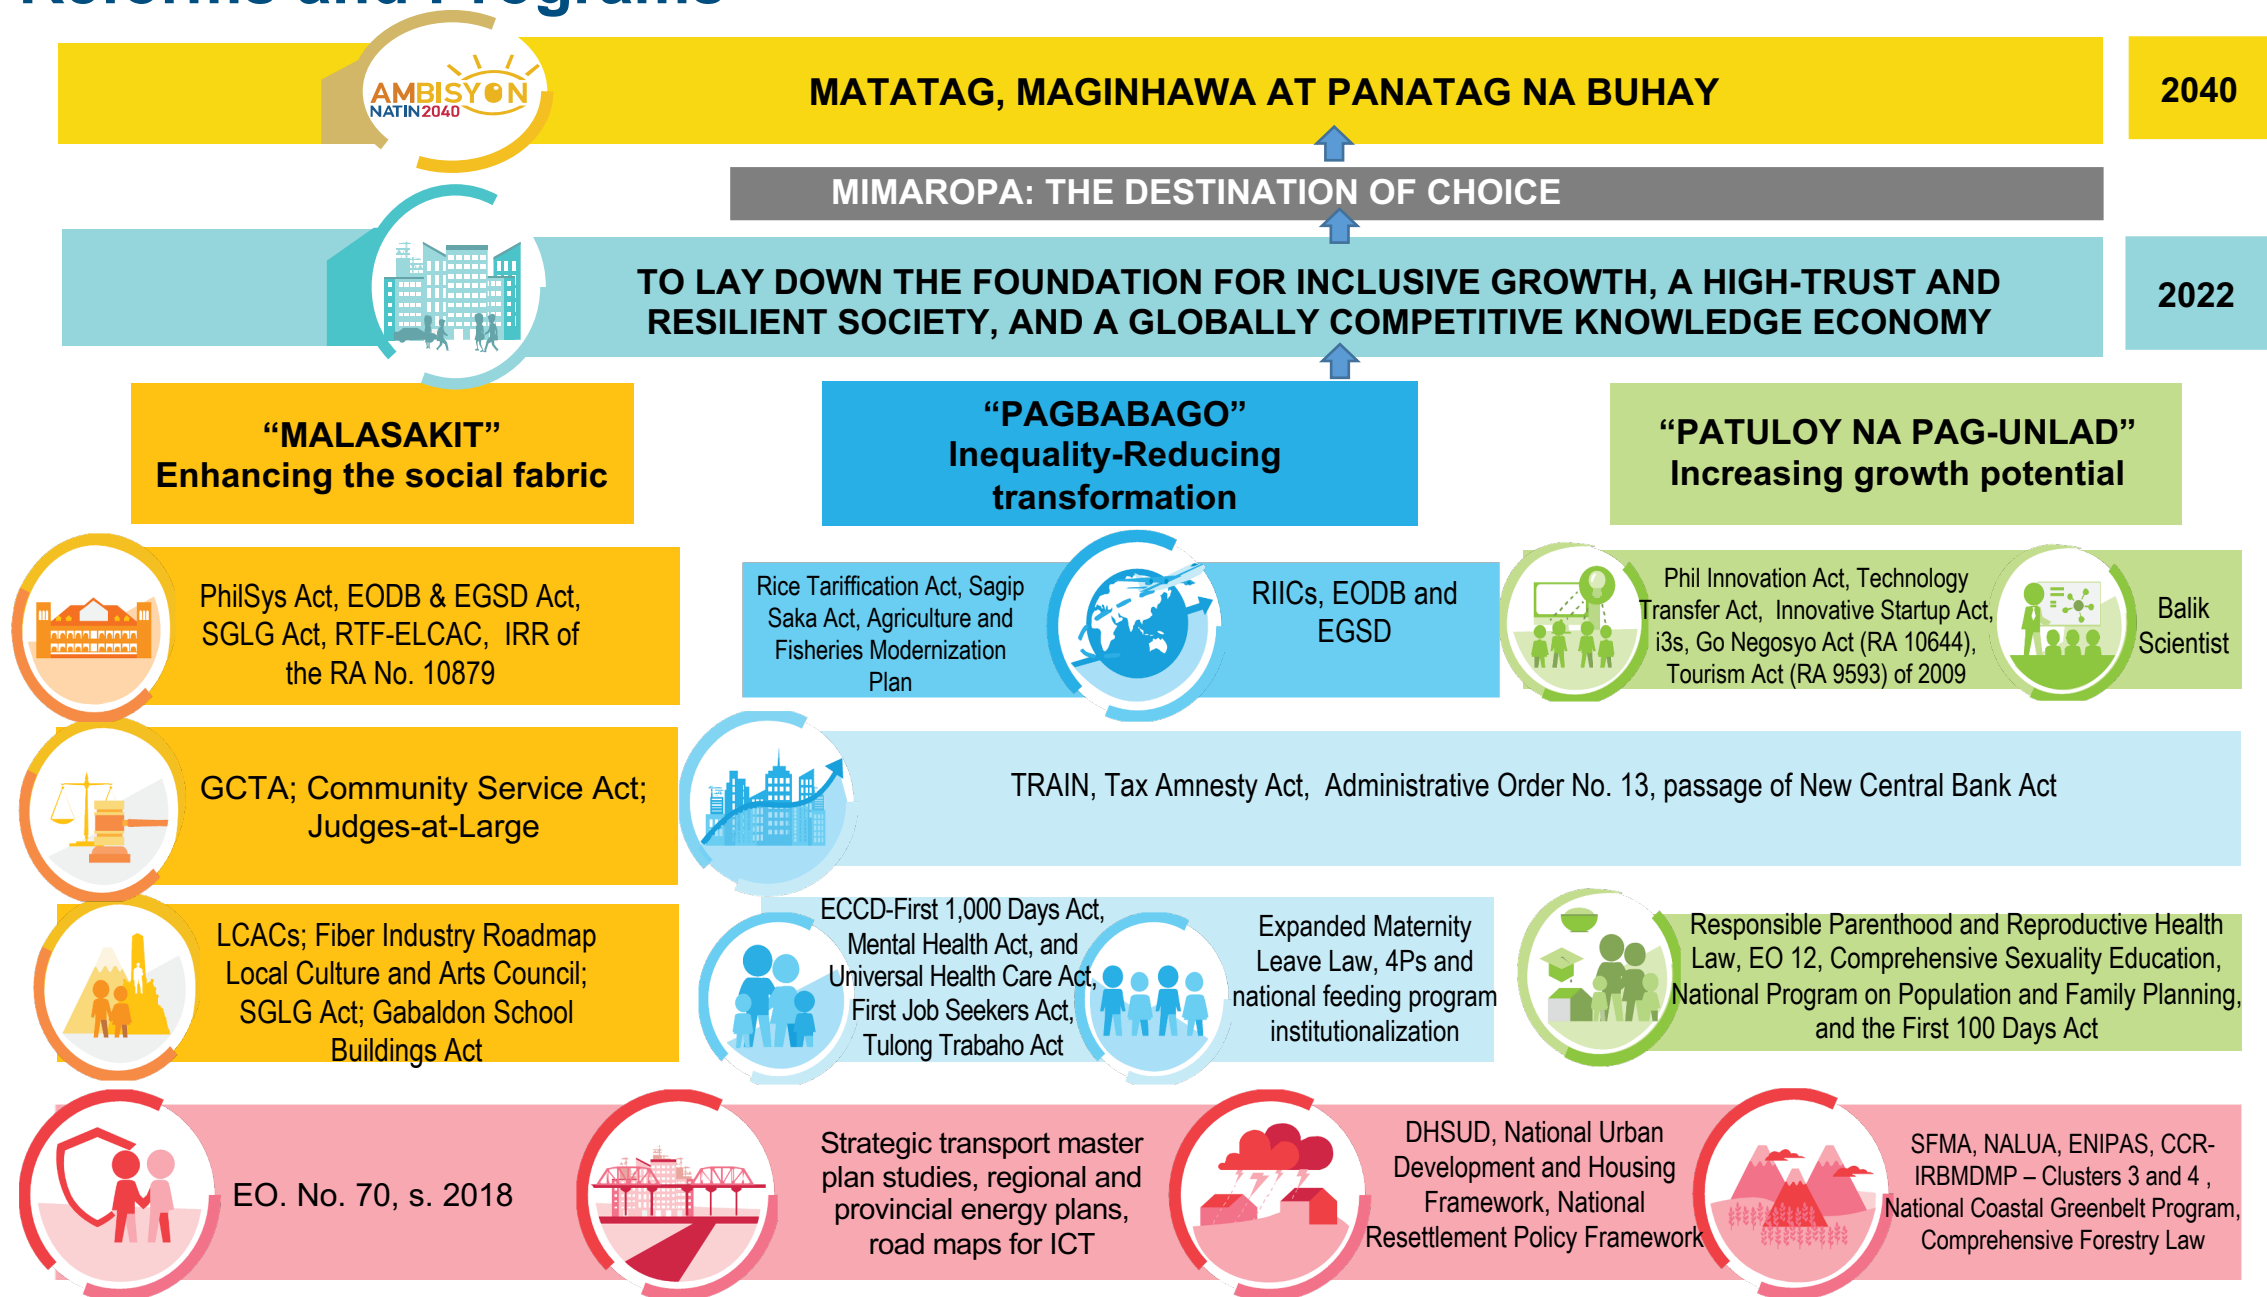 Reforms and Programs
AMBISYON
NATIN2040
MATATAG, MAGINHAWA AT PANATAG NA BUHAY
2040
MIMAROPA: THE DESTINATION OF CHOICE
TO LAY DOWN THE FOUNDATION FOR INCLUSIVE GROWTH, A HIGH-TRUST AND
RESILIENT SOCIETY, AND A GLOBALLY COMPETITIVE KNOWLEDGE ECONOMY
2022
“MALASAKIT”
Enhancing the social fabric
“PAGBABAGO”
Inequality-Reducing
transformation
“PATULOY NA PAG-UNLAD”
Increasing growth potential
PhilSys Act, EODB & EGSD Act,
SGLG Act, RTF-ELCAC, IRR of
the RA No. 10879
Rice Tariffication Act, Sagip
Saka Act, Agriculture and
Fisheries Modernization
Plan
RIICs, EODB and
EGSD
Phil Innovation Act, Technology
Transfer Act, Innovative Startup Act,
i3s, Go Negosyo Act (RA 10644),
Tourism Act (RA 9593) of 2009
Balik
Scientist
GCTA; Community Service Act;
Judges-at-Large
TRAIN, Tax Amnesty Act, Administrative Order No. 13, passage of New Central Bank Act
LCACs; Fiber Industry Roadmap
Local Culture and Arts Council;
SGLG Act; Gabaldon School
Buildings Act
ECCD-First 1,000 Days Act,
Mental Health Act, and
Universal Health Care Act,
First Job Seekers Act,
Tulong Trabaho Act
Expanded Maternity
Leave Law, 4Ps and
national feeding program
institutionalization
Responsible Parenthood and Reproductive Health
Law, EO 12, Comprehensive Sexuality Education,
National Program on Population and Family Planning,
and the First 100 Days Act
EO. No. 70, s. 2018
Strategic transport master
plan studies, regional and
provincial energy plans,
road maps for ICT
DHSUD, National Urban
Development and Housing
Framework, National
Resettlement Policy Framework
SFMA, NALUA, ENIPAS, CCR-
IRBMDMP – Clusters 3 and 4 ,
National Coastal Greenbelt Program,
Comprehensive Forestry Law